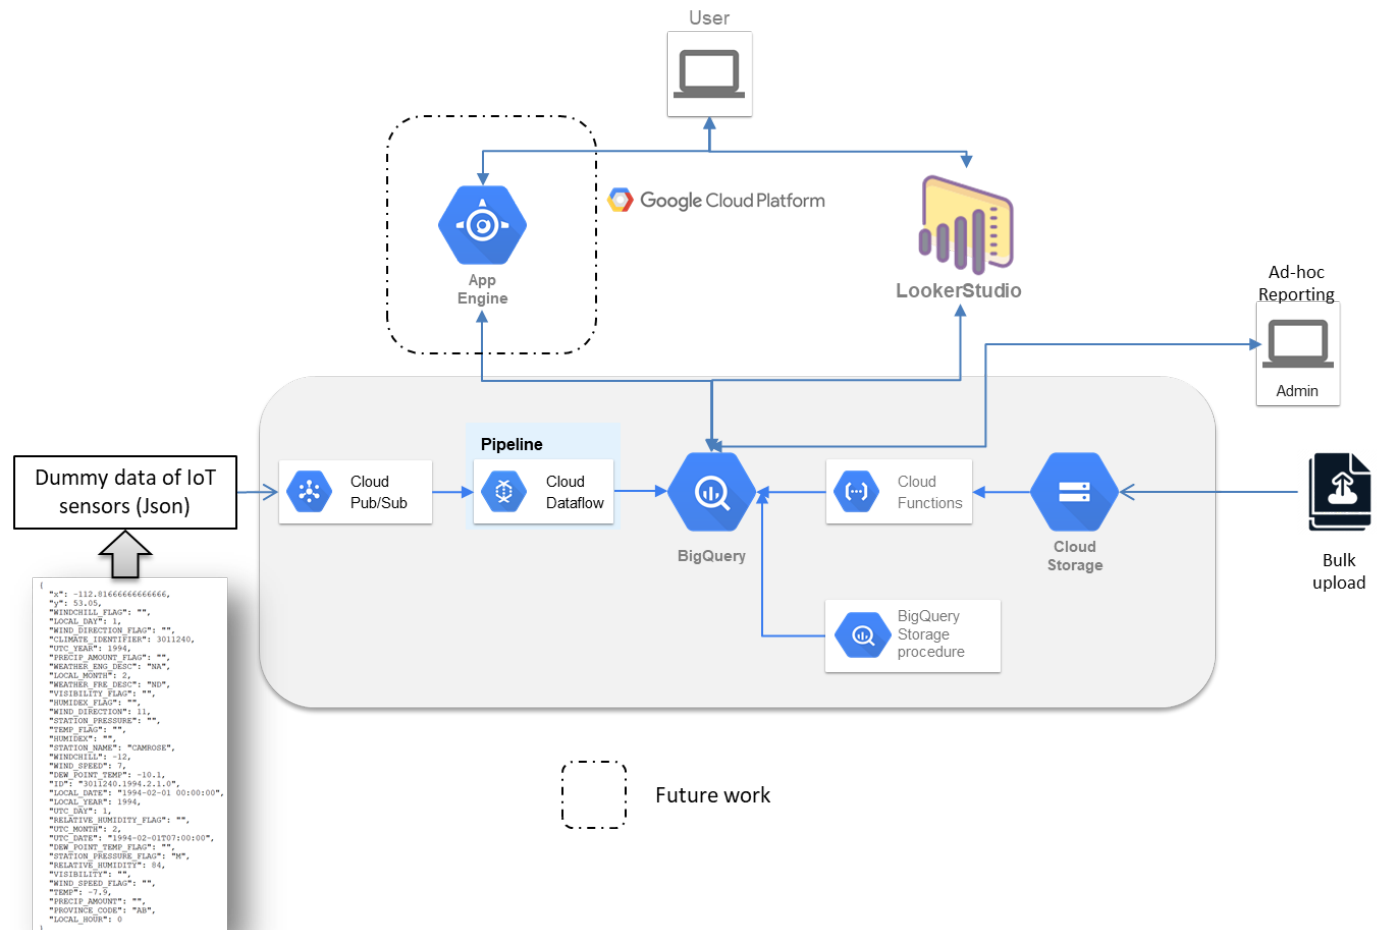 User
Google Cloud Platform
App
Engine
LookerStudio
Ad-hoc
Reporting
Admin
Pipeline
Dummy data of IoT
sensors (Json)
Cloud
Pub/Sub
Cloud
Dataflow
BigQuery
Cloud
Functions
Cloud
Storage
Bulk
upload
BigQuery
Storage
procedure
Future work
{
"x": -112.81666666666666,
"y": 53.05,
"WINDCHILL_FLAG": "",
"LOCAL_DAY": 1,
"WIND_DIRECTION_FLAG": "",
"CLIMATE_IDENTIFIER": 3011240,
"UTC_YEAR": 1994,
"PRECIP_AMOUNT_FLAG": "",
"WEATHER_ENG_DESC": "NA",
"LOCAL_MONTH": 2,
"WEATHER_FRE_DESC": "ND",
"VISIBILITY_FLAG": "",
"HUMIDEX_FLAG": "",
"WIND_DIRECTION": 11,
"STATION_PRESSURE": "",
"TEMP_FLAG": "",
"HUMIDEX": "",
"STATION_NAME": "CAMROSE",
"WINDCHILL": -12,
"WIND_SPEED": 7,
"DEW_POINT_TEMP": -10.1,
"ID": "3011240.1994.2.1.0",
"LOCAL_DATE": "1994-02-01 00:00:00",
"LOCAL_YEAR": 1994,
"UTC_DAY": 1,
"RELATIVE_HUMIDITY_FLAG": "",
"UTC_MONTH": 2,
"UTC_DATE": "1994-02-01T07:00:00",
"DEW_POINT_TEMP_FLAG": "",
"STATION_PRESSURE_FLAG": "M",
"RELATIVE_HUMIDITY": 84,
"VISIBILITY": "",
"WIND_SPEED_FLAG": "",
"TEMP": -7.9,
"PRECIP_AMOUNT": "",
"PROVINCE_CODE": "AB",
"LOCAL_HOUR": 0
}